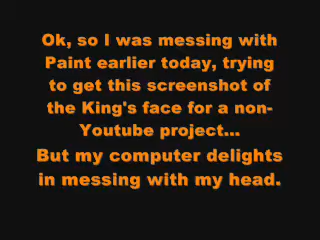 Ok, so I was messing with
Paint earlier today, trying
to get this screenshot of
the King's face for a non-
Youtube project...
But my computer delights
in messing with my head.